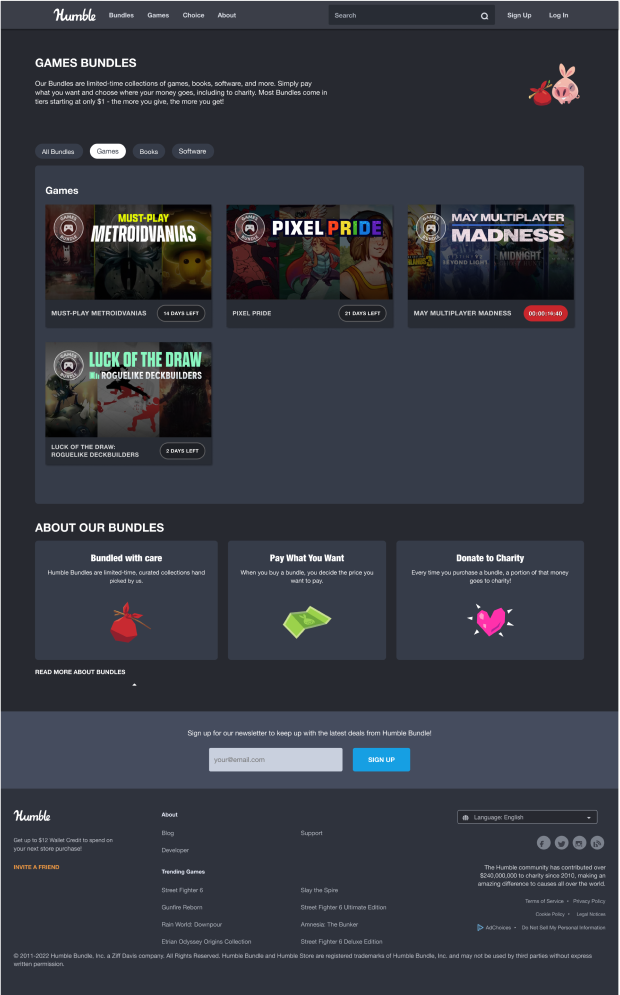 Humble
Bundles
Games
Choice
About
Search
Sign Up
Log In
GAMES BUNDLES
Our Bundles are limited-time collections of games, books, software, and more. Simply pay
what you want and choose where your money goes, including to charity. Most Bundles come in
tiers starting at only $1 - the more you give, the more you get!
All Bundles
Games
Books
Software
Games
GAMES
BUNDLE
MUST-PLAY
METROIDVANIAS
MUST-PLAY METROIDVANIAS
14 DAYS LEFT
GAMES
BUNDLE
PIXEL PRIDE
PIXEL PRIDE
21 DAYS LEFT
GAMES
BUNDLE
MAY MULTIPLAYER
MADNESS
BEYOND LIGHT
MIDNIGHT
MAY MULTIPLAYER MADNESS
00:00:16:40
GAMES
BUNDLE
LUCK OF THE DRAW
ROGUELIKE DECKBUILDERS
LUCK OF THE DRAW:
ROGUELIKE DECKBUILDERS
2 DAYS LEFT
ABOUT OUR BUNDLES
Bundled with care
Humble Bundles are limited-time, curated collections hand
picked by us.
Pay What You Want
When you buy a bundle, you decide the price you
want to pay.
Donate to Charity
Every time you purchase a bundle, a portion of that money
goes to charity!
READ MORE ABOUT BUNDLES
Sign up for our newsletter to keep up with the latest deals from Humble Bundle!
your@email.com
SIGN UP
Humble
Get up to $12 Wallet Credit to spend on
your next store purchase!
INVITE A FRIEND
About
Blog
Support
Developer
Trending Games
Street Fighter 6
Slay the Spire
Gunfire Reborn
Street Fighter 6 Ultimate Edition
Rain World: Downpour
Amnesia: The Bunker
Etrian Odyssey Origins Collection
Street Fighter 6 Deluxe Edition
Language: English
The Humble community has contributed over
$240,000,000 to charity since 2010, making an
amazing difference to causes all over the world.
Terms of Service • Privacy Policy
Cookie Policy • Legal Notices
AdChoices • Do Not Sell My Personal Information
© 2011-2022 Humble Bundle, Inc. a Ziff Davis company. All Rights Reserved. Humble Bundle and Humble Store are registered trademarks of Humble Bundle, Inc. and may not be used by third parties without express
written permission.